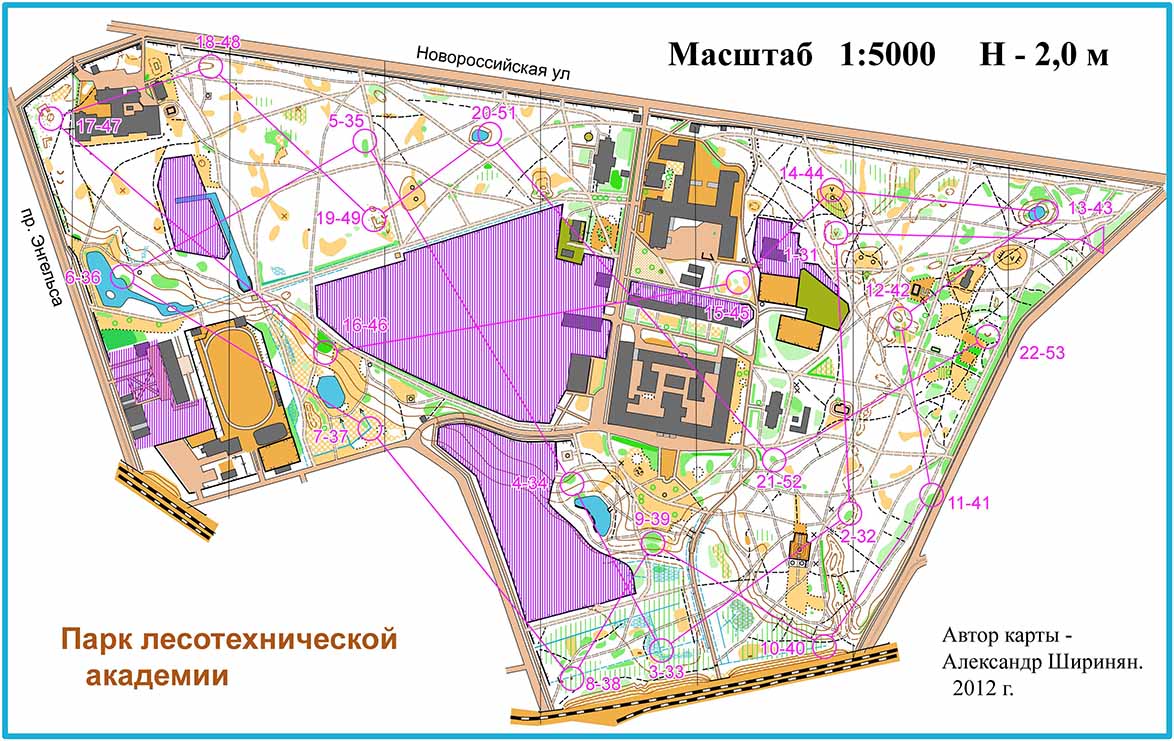 Масштаб 1:5000 H - 2,0 м
Новороссийская ул
18-48
17-47
5-35
20-51
14-44
13-43
19-49
1-31
пр. Энгельса
6-36
12-42
15-45
16-46
22-53
7-37
4-34
21-52
11-41
9-39
2-32
10-40
3-33
8-38
Парк лесотехнической
академии
Автор карты -
Александр Ширинян.
2012 г.